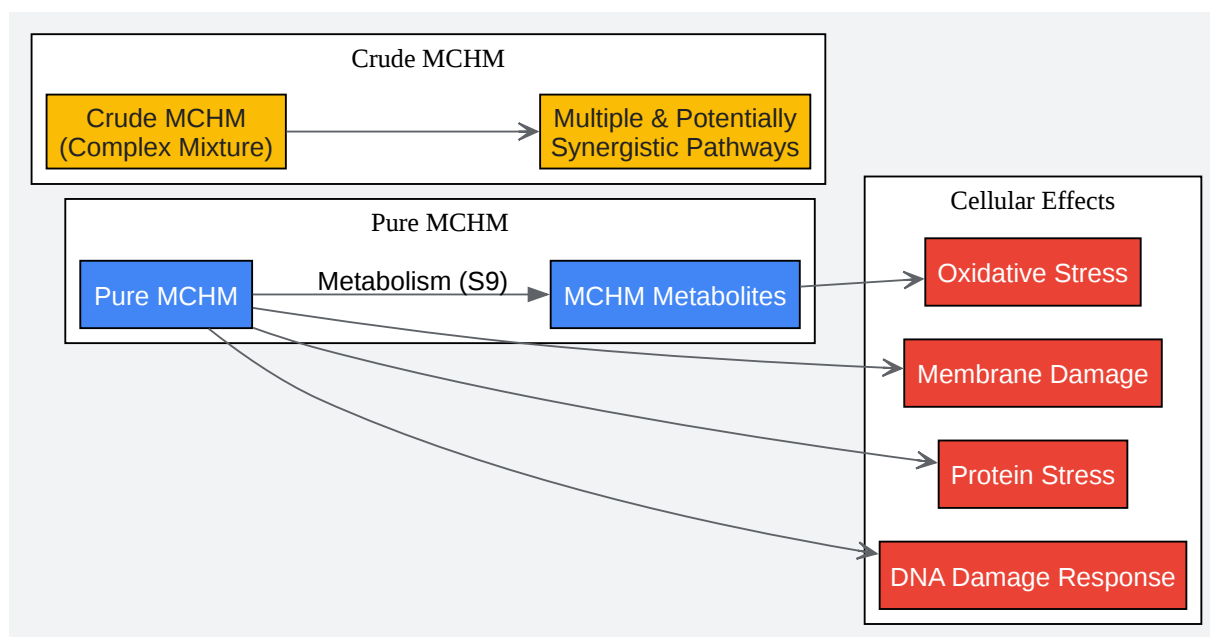 Crude MCHM
Crude MCHM
(Complex Mixture)
Multiple & Potentially
Synergistic Pathways
Pure MCHM
Pure MCHM
Metabolism (S9)
MCHM Metabolites
Cellular Effects
Oxidative Stress
Membrane Damage
Protein Stress
DNA Damage Response